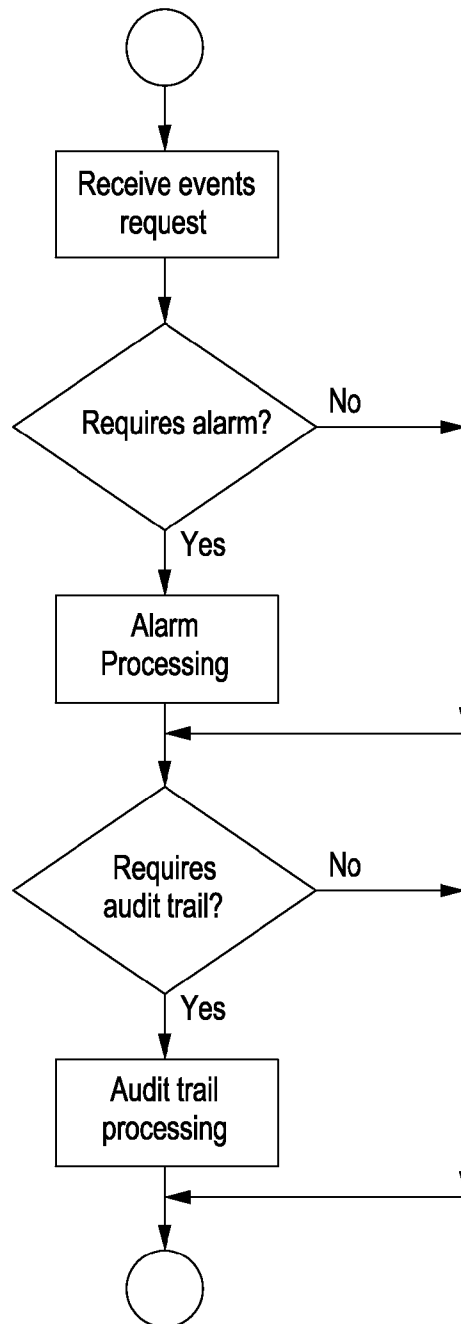 Receive events
request
Requires alarm?
No
Yes
Alarm
Processing
Requires
audit trail?
No
Yes
Audit trail
processing